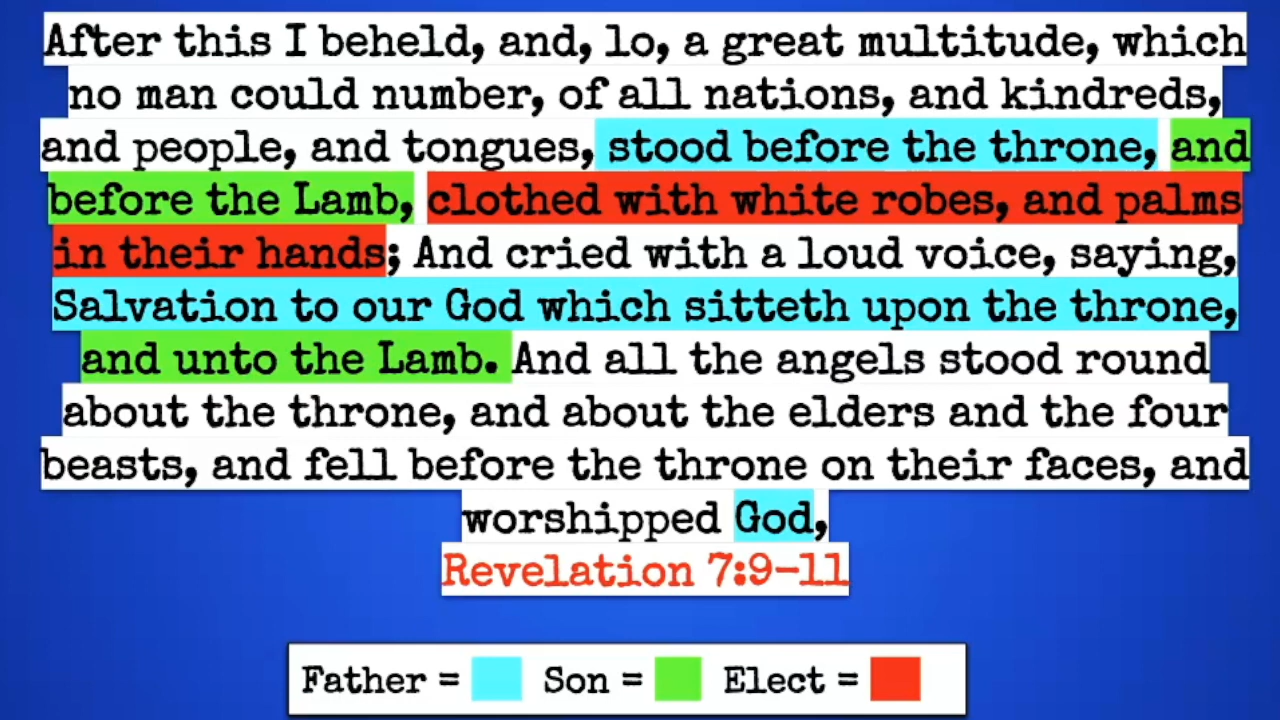 After this I beheld, and, lo, a great multitude, which
no man could number, of all nations, and kindreds,
and people, and tongues, stood before the throne, and
before the Lamb, clothed with white robes, and palms
in their hands; And cried with a loud voice, saying,
Salvation to our God which sitteth upon the throne,
and unto the Lamb. And all the angels stood round
about the throne, and about the elders and the four
beasts, and fell before the throne on their faces, and
worshipped God,
Revelation 7:9-11
Father = Son = Elect =